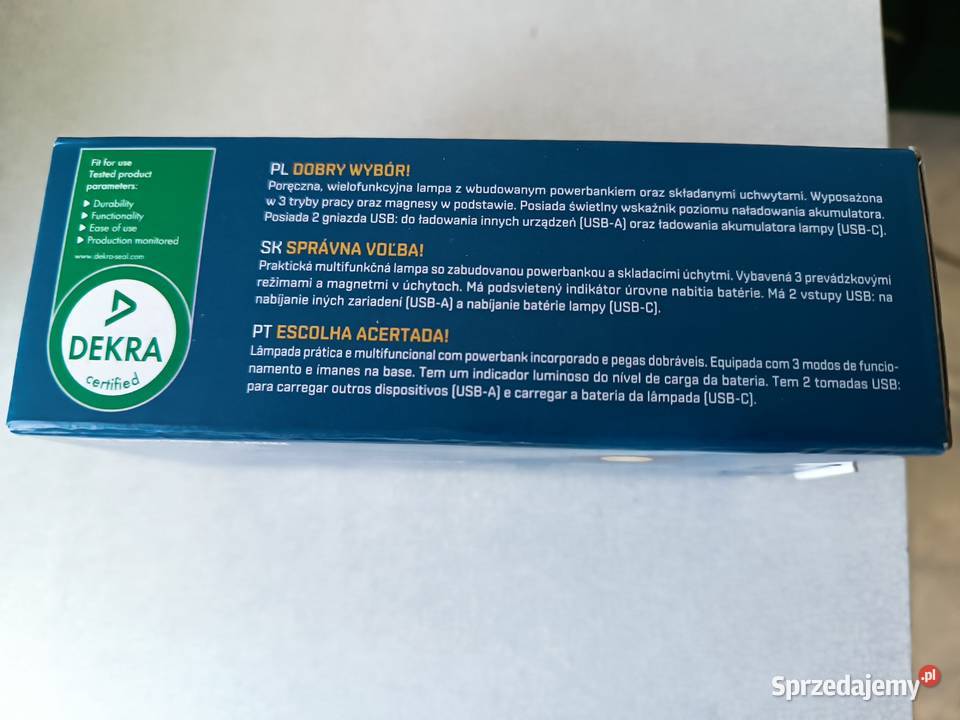 Fit for use
Tested product
parameters:
▶ Durability
▶ Functionality
▶ Ease of use
▶ Production monitored
www.dekra-seal.com
DEKRA
certified
PL DOBRY WYBÓR!
Poręczna, wielofunkcyjna lampa z wbudowanym powerbankiem oraz składanymi uchwytami. Wyposażona
w 3 tryby pracy oraz magnesy w podstawie. Posiada świetlny wskaźnik poziomu naładowania akumulatora.
Posiada 2 gniazda USB: do ładowania innych urządzeń (USB-A) oraz ładowania akumulatora lampy (USB-C).
SK SPRÁVNA VOĽBA!
Praktická multifunkčná lampa so zabudovanou powerbankou a skladacími úchytmi. Vybavená 3 prevádzkovými
režimami a magnetmi v úchytoch. Má podsvietený indikátor úrovne nabitia batérie. Má 2 vstupy USB: na
nabíjanie iných zariadení (USB-A) a nabíjanie batérie lampy (USB-C).
PT ESCOLHA ACERTADA!
Lâmpada prática e multifuncional com powerbank incorporado e pegas dobráveis. Equipada com 3 modos de funcio-
namento e ímanes na base. Tem um indicador luminoso do nível de carga da bateria. Tem 2 tomadas USB:
para carregar outros dispositivos (USB-A) e carregar a bateria da lâmpada (USB-C).
Sprzedajemy.pl